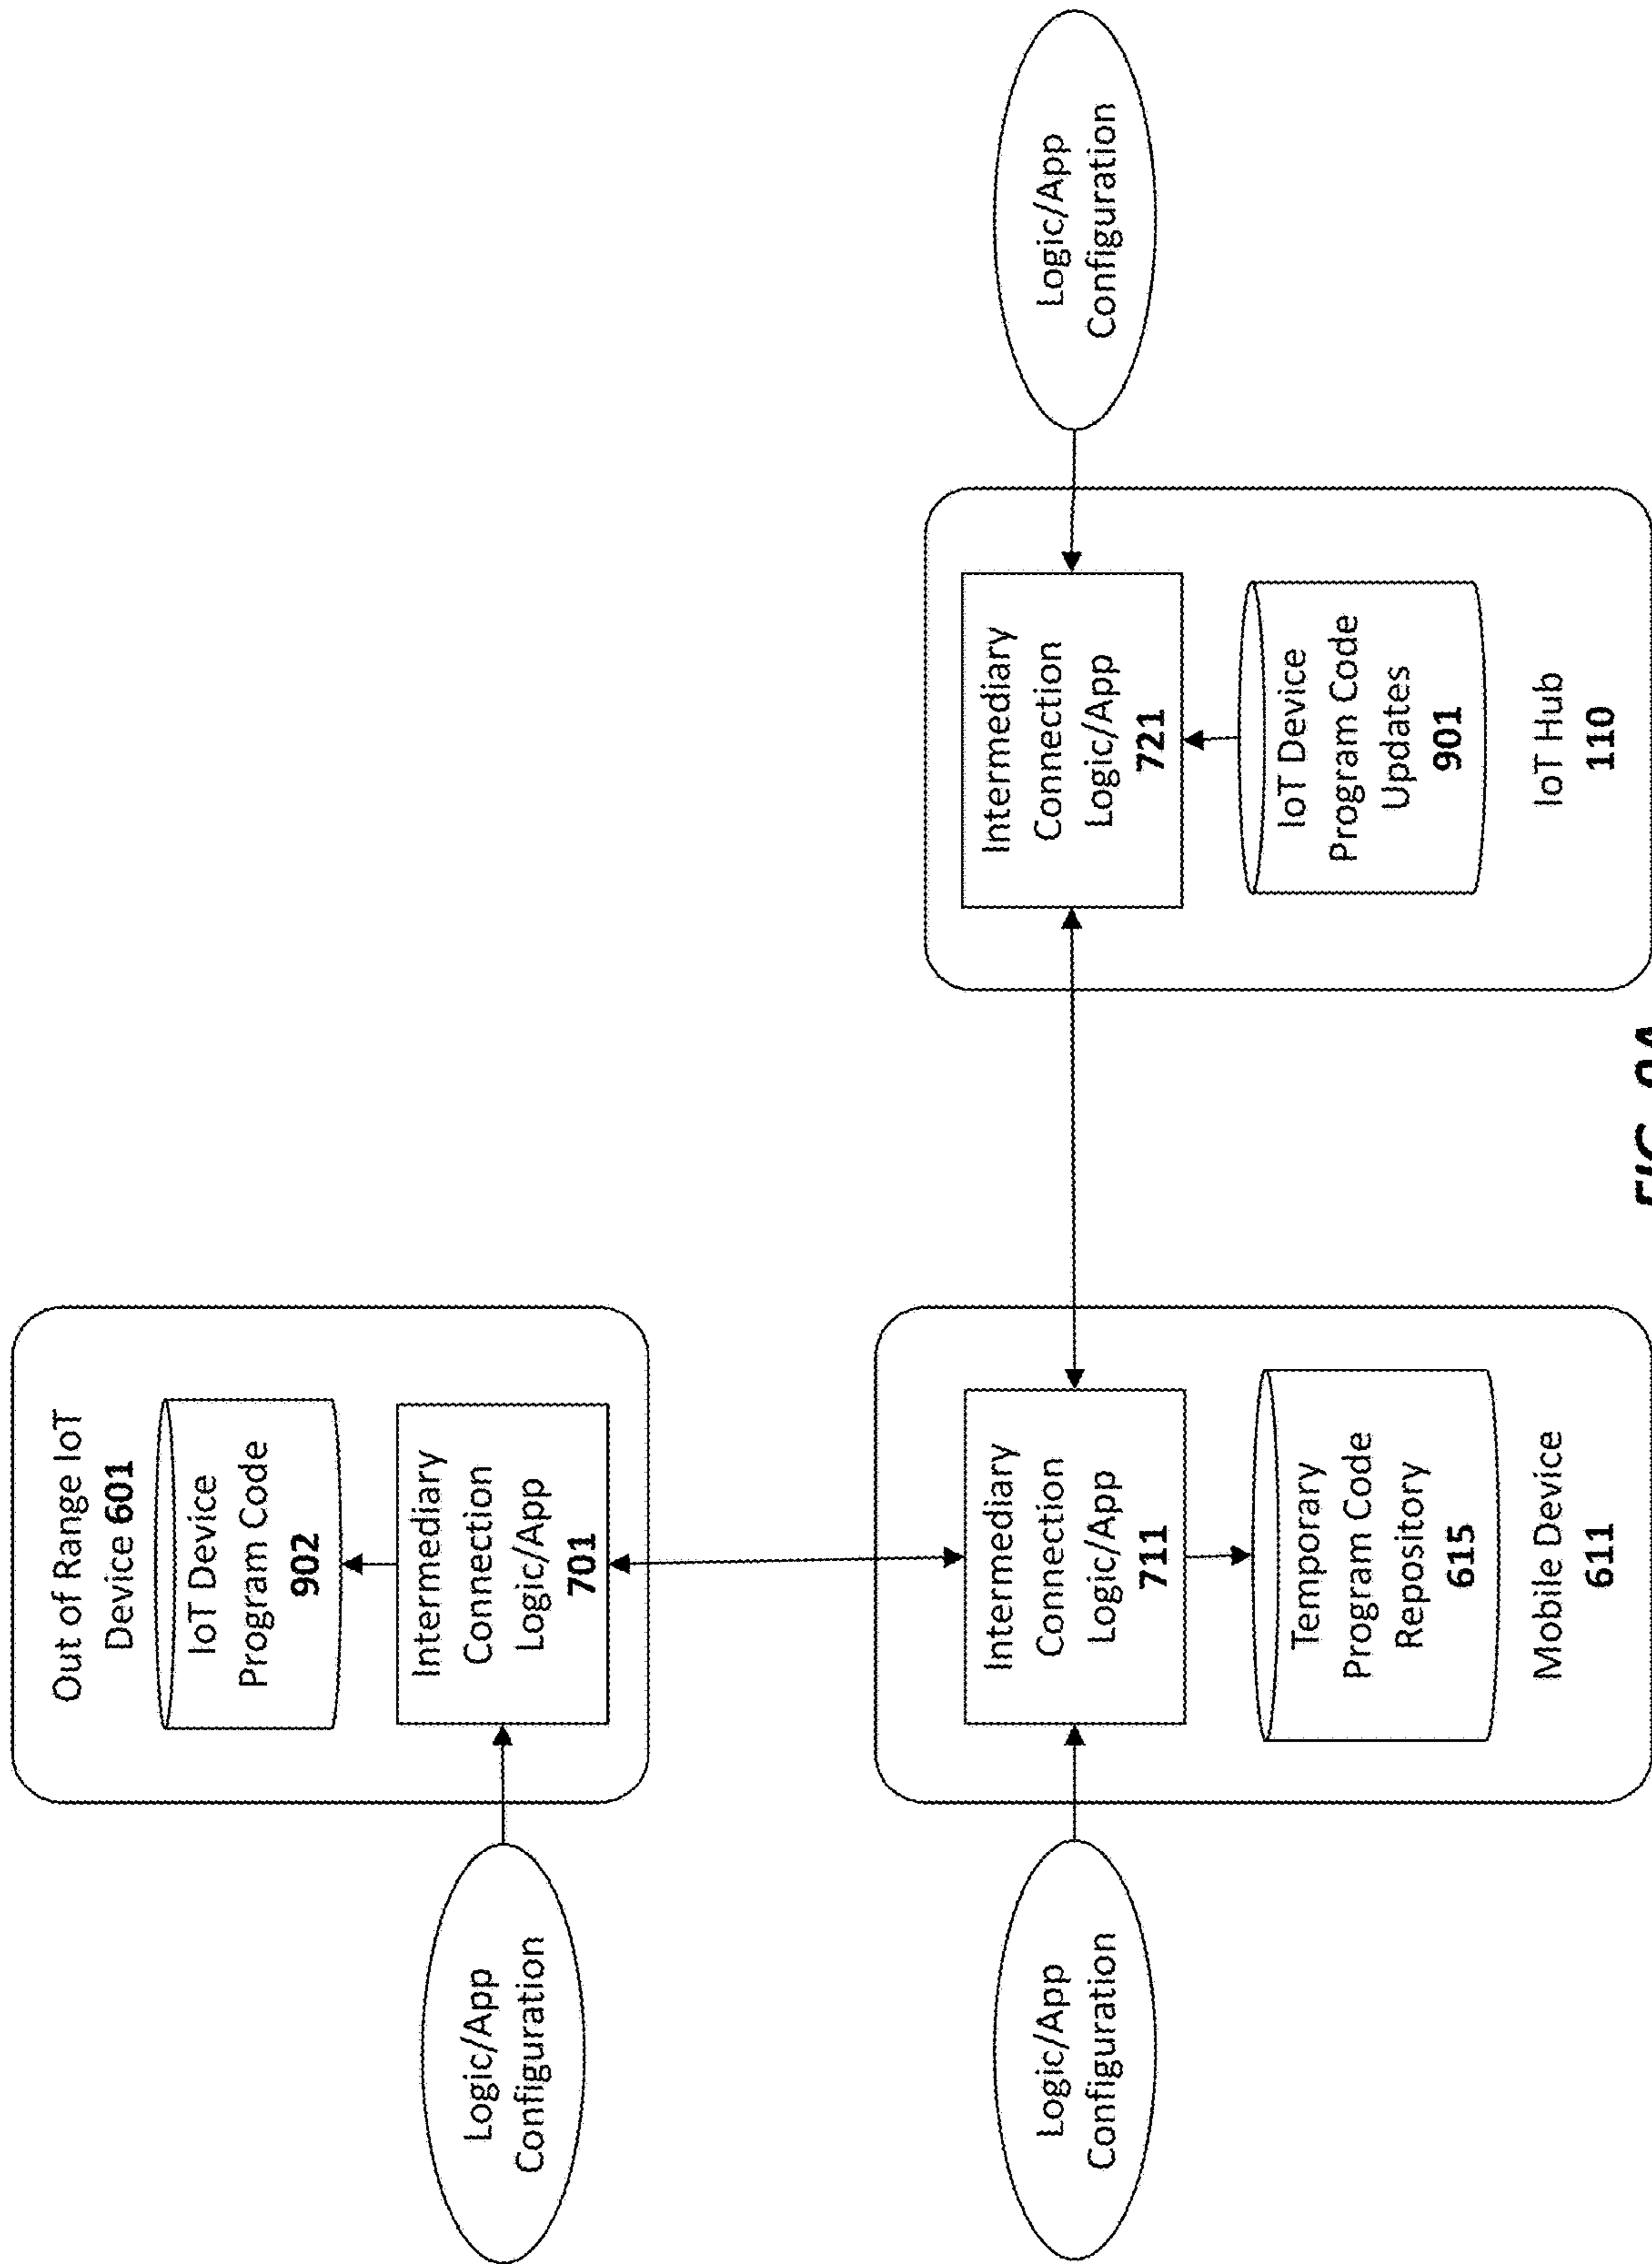 Out of Range IoT
Device 601
IoT Device
Program Code
902
Logic/App
Configuration
Intermediary
Connection
Logic/App
701
Logic/App
Configuration
Intermediary
Connection
Logic/App
711
Temporary
Program Code
Repository
615
Mobile Device
611
Intermediary
Connection
Logic/App
721
IoT Device
Program Code
Updates
901
IoT Hub
110
Logic/App
Configuration
FIG. 9A